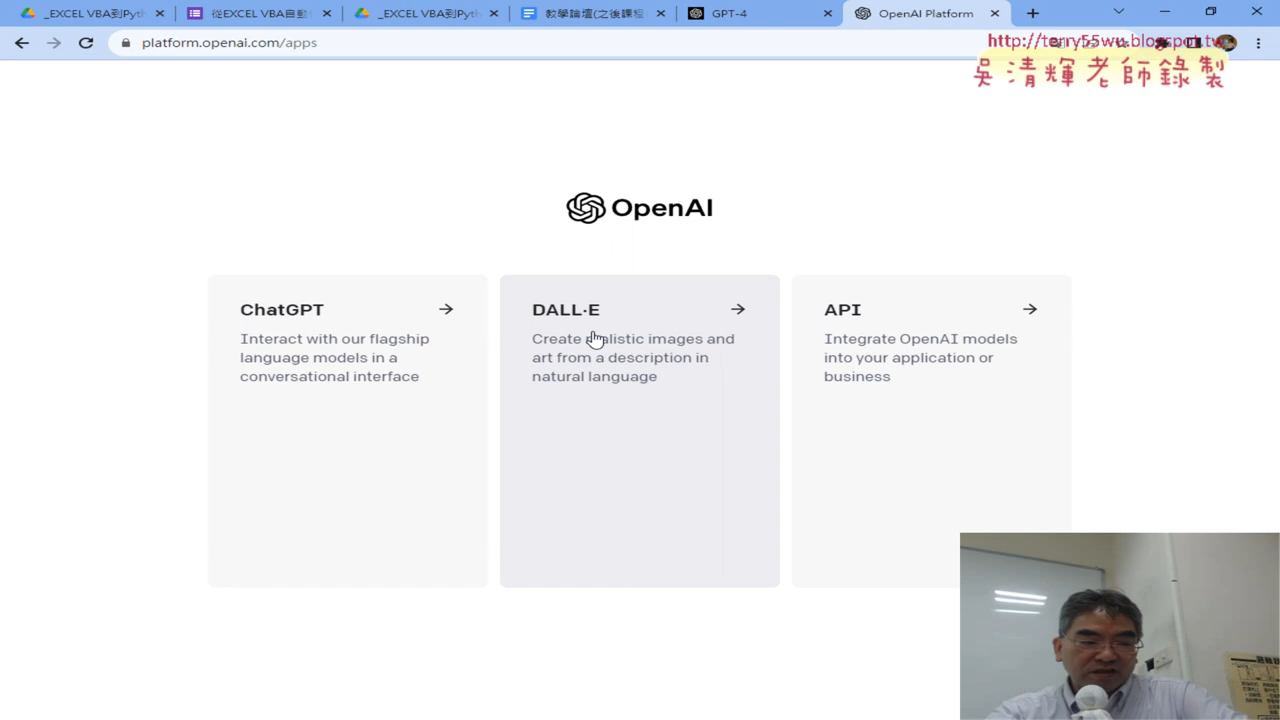 _EXCEL VBA到Pyth
從EXCEL VBA自動
_EXCEL VBA到Pyth
教學論壇(之後課程
GPT-4
OpenAI Platform
platform.openai.com/apps
http://terry55wu.blogspot.tw
吳清輝老師錄製
OpenAI
ChatGPT
Interact with our flagship
language models in a
conversational interface
DALL·E
Create realistic images and
art from a description in
natural language
API
Integrate OpenAI models
into your application or
business